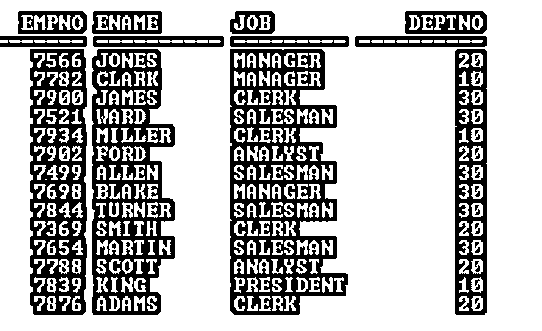 EMPNO ENAME JOB DEPTNO
7566 JONES MANAGER 20
7782 CLARK MANAGER 10
7900 JAMES CLERK 30
7521 WARD SALESMAN 30
7934 MILLER CLERK 10
7902 FORD ANALYST 20
7499 ALLEN SALESMAN 30
7698 BLAKE MANAGER 30
7844 TURNER SALESMAN 30
7369 SMITH CLERK 20
7654 MARTIN SALESMAN 30
7788 SCOTT ANALYST 20
7839 KING PRESIDENT 10
7876 ADAMS CLERK 20